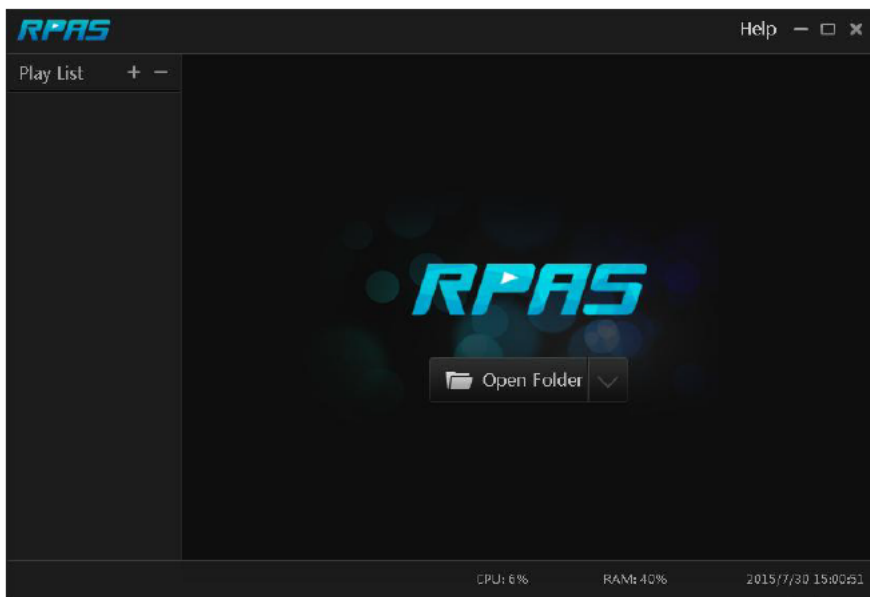 RPAS Help
Play List + −
RPAS
Open Folder
CPU: 6% RAM: 40% 2015/7/30 15:00:51